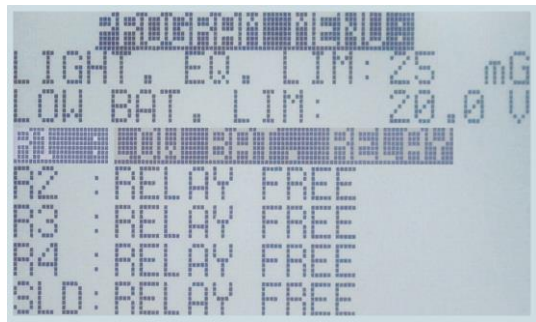 PROGRAM MENU:
LIGHT. EQ. LIM:25 mG
LOW BAT. LIM: 20.0 V
R1 :LOW BAT. RELAY
R2 :RELAY FREE
R3 :RELAY FREE
R4 :RELAY FREE
SLD:RELAY FREE